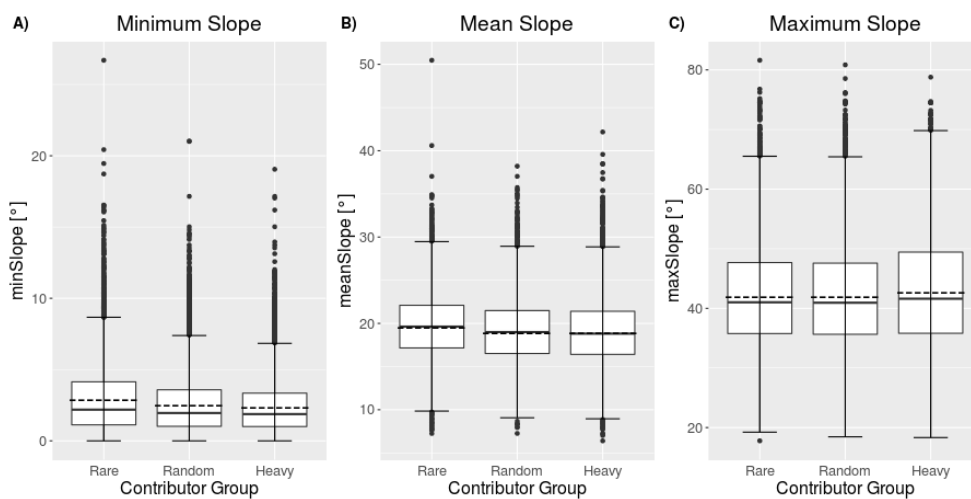 A) Minimum Slope
minSlope [°]
20
10
0
Rare Random Heavy
Contributor Group
B) Mean Slope
meanSlope [°]
50
40
30
20
10
Rare Random Heavy
Contributor Group
C) Maximum Slope
maxSlope [°]
80
60
40
20
Rare Random Heavy
Contributor Group